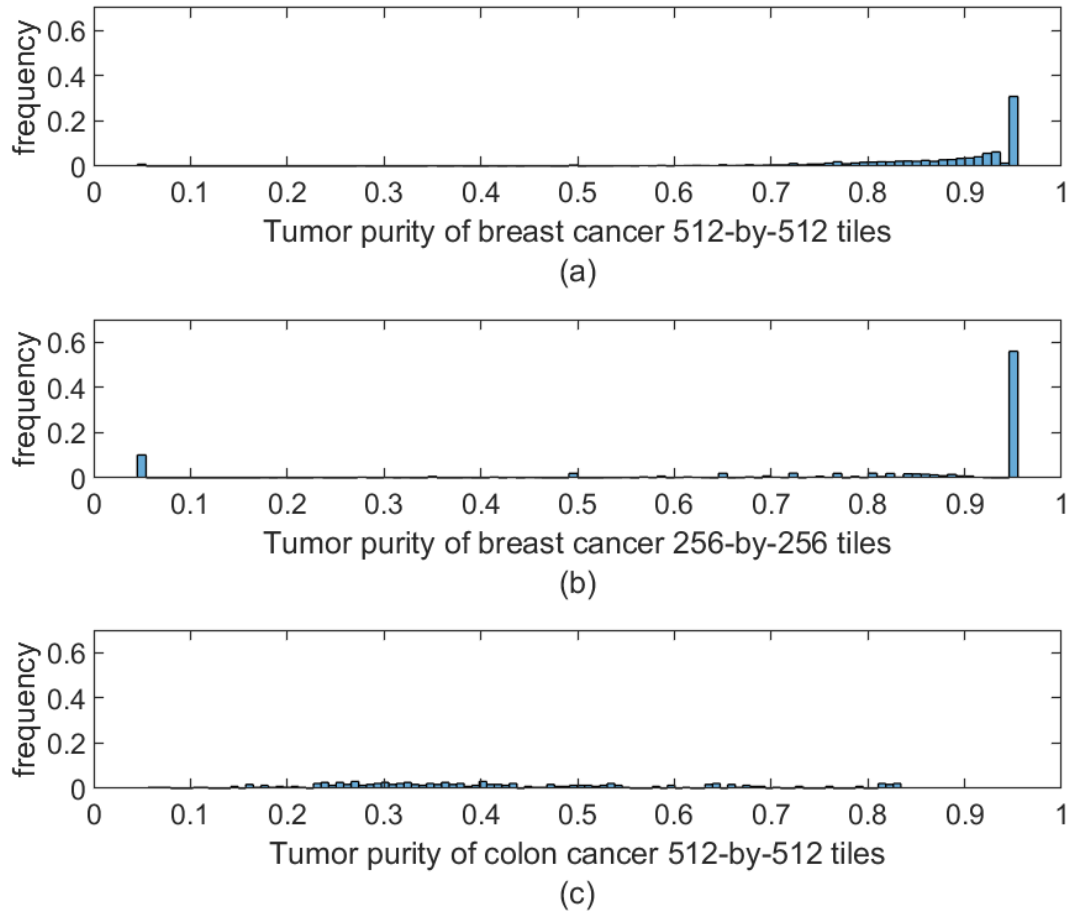 frequency
0.6
0.4
0.2
0
0 0.1 0.2 0.3 0.4 0.5 0.6 0.7 0.8 0.9 1
Tumor purity of breast cancer 512-by-512 tiles
(a)
frequency
0.6
0.4
0.2
0
0 0.1 0.2 0.3 0.4 0.5 0.6 0.7 0.8 0.9 1
Tumor purity of breast cancer 256-by-256 tiles
(b)
frequency
0.6
0.4
0.2
0
0 0.1 0.2 0.3 0.4 0.5 0.6 0.7 0.8 0.9 1
Tumor purity of colon cancer 512-by-512 tiles
(c)